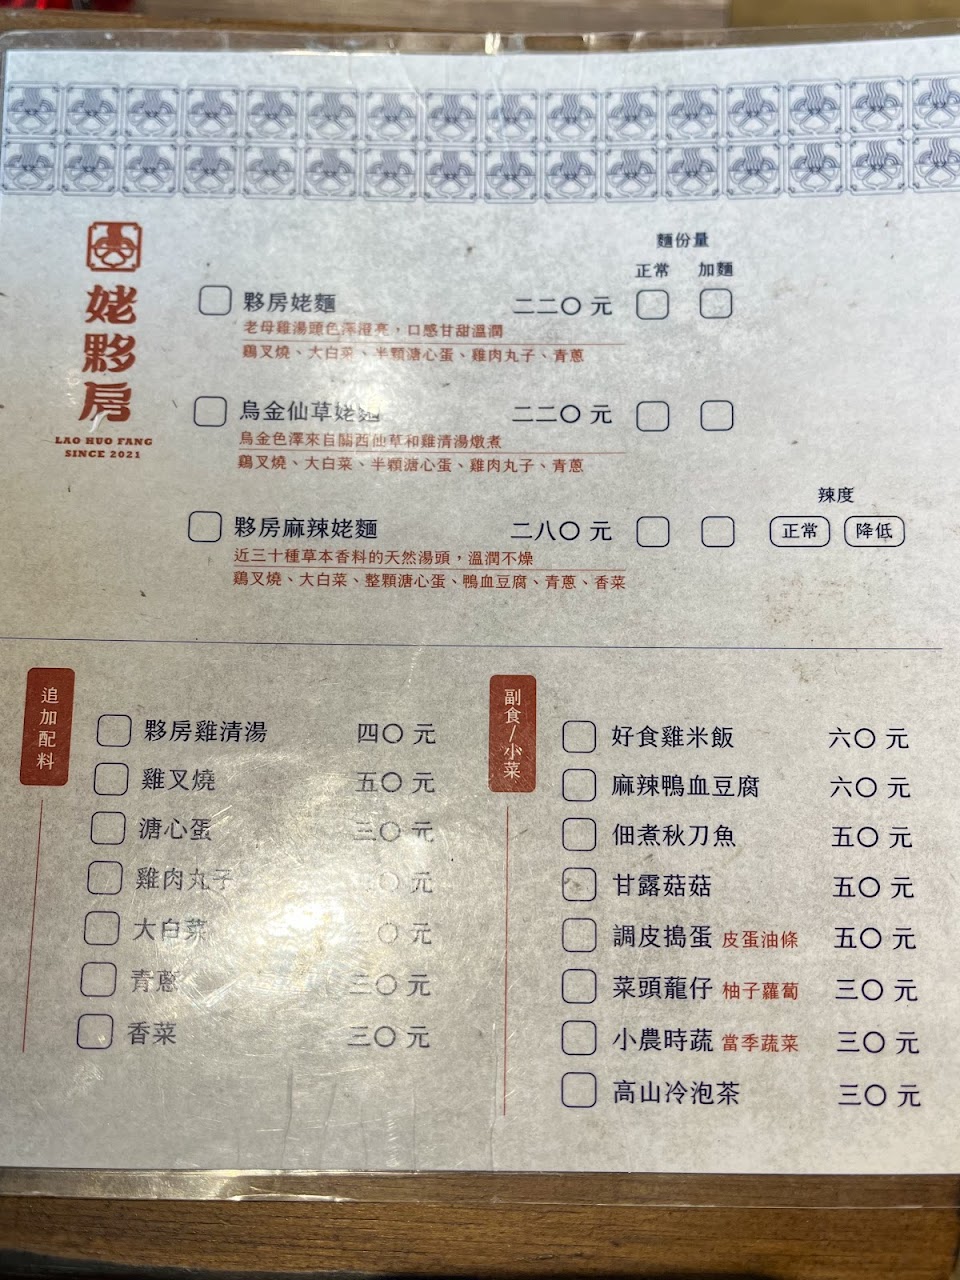 姥夥房
LAO HUO FANG
SINCE 2021
麵份量
正常 加麵
夥房姥麵 二二〇 元
老母雞湯頭色澤澄亮，口感甘甜溫潤
鷄叉燒、大白菜、半顆溏心蛋、雞肉丸子、青蔥
烏金仙草姥麵 二二〇 元
烏金色澤來自關西仙草和雞清湯燉煮
鷄叉燒、大白菜、半顆溏心蛋、雞肉丸子、青蔥
辣度
夥房麻辣姥麵 二八〇 元 正常 降低
近三十種草本香料的天然湯頭，溫潤不燥
鷄叉燒、大白菜、整顆溏心蛋、鴨血豆腐、青蔥、香菜
追加配料
夥房雞清湯 四〇 元
雞叉燒 五〇 元
溏心蛋 三〇 元
雞肉丸子 〇 元
大白菜 〇 元
青蔥 三〇 元
香菜 三〇 元
副食/小菜
好食雞米飯 六〇 元
麻辣鴨血豆腐 六〇 元
佃煮秋刀魚 五〇 元
甘露菇菇 五〇 元
調皮搗蛋 皮蛋油條 五〇 元
菜頭蘢仔 柚子蘿蔔 三〇 元
小農時蔬 當季蔬菜 三〇 元
高山冷泡茶 三〇 元